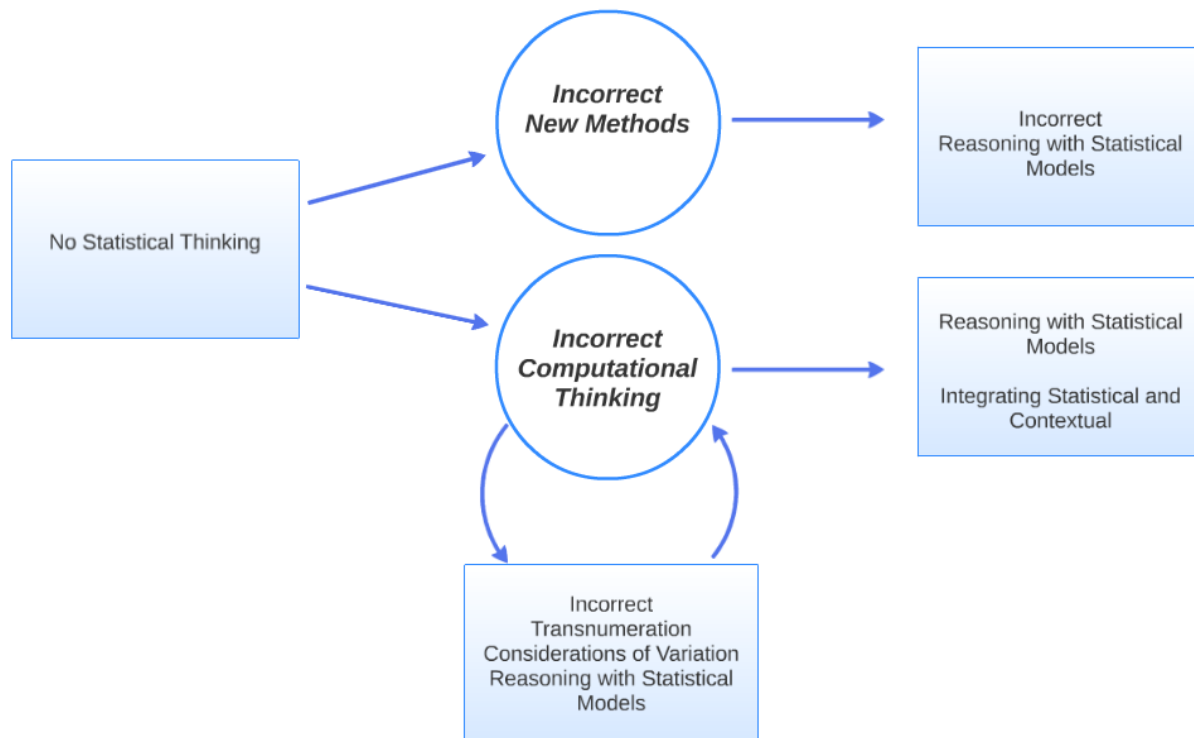 No Statistical Thinking
Incorrect
New Methods
Incorrect
Reasoning with Statistical
Models
Incorrect
Computational
Thinking
Reasoning with Statistical
Models
Integrating Statistical and
Contextual
Incorrect
Transnumeration
Considerations of Variation
Reasoning with Statistical
Models